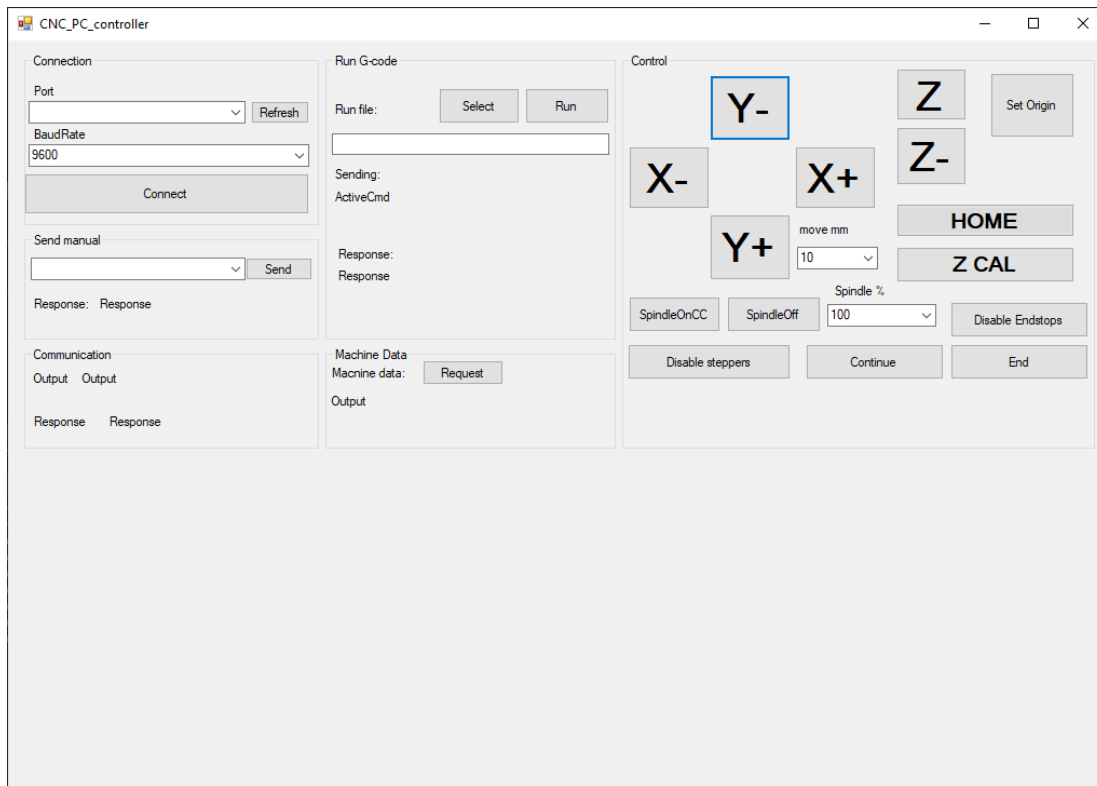 CNC_PC_controller
Connection
Port
Refresh
BaudRate
9600
Connect
Send manual
Send
Response: Response
Communication
Output Output
Response Response
Run G-code
Run file: Select Run
Sending:
ActiveCmd
Response:
Response
Machine Data
Macnine data: Request
Output
Control
Y-
X- X+
Y+
move mm
10
Z
Z-
Set Origin
HOME
Z CAL
Spindle %
SpindleOnCC SpindleOff 100 Disable Endstops
Disable steppers Continue End